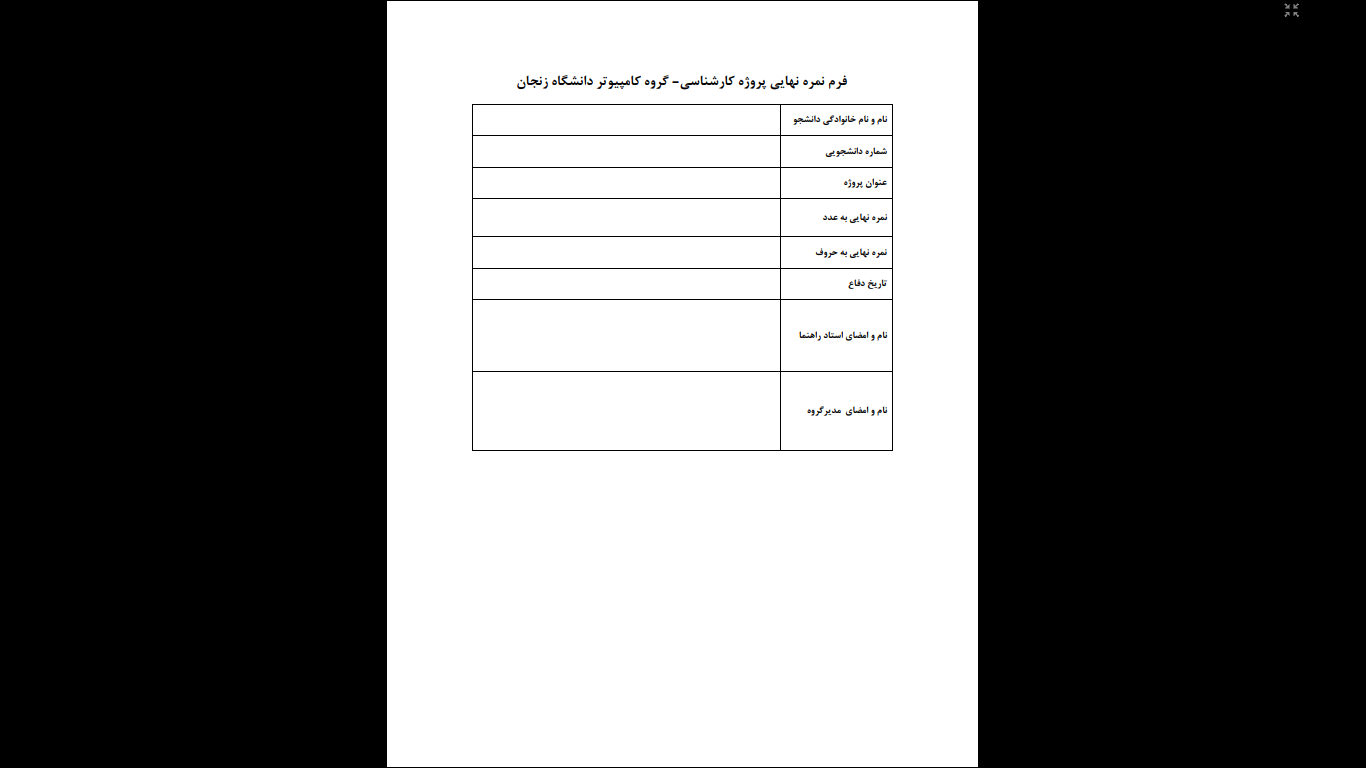 فرم نمره نهایی پروژه کارشناسی- گروه کامپیوتر دانشگاه زنجان
نام و نام خانوادگی دانشجو
شماره دانشجویی
عنوان پروژه
نمره نهایی به عدد
نمره نهایی به حروف
تاریخ دفاع
نام و امضای استاد راهنما
نام و امضای مدیرگروه